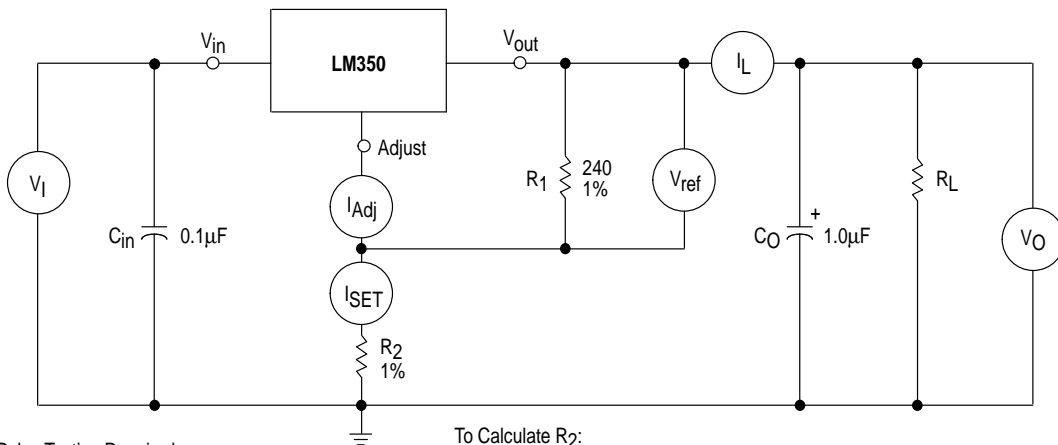 Vin
LM350
Vout
IL
Adjust
VI
Cin 0.1µF
IAdj
R1 240
1%
Vref
ISET
R2
1%
+
CO 1.0µF
RL
VO
To Calculate R2: